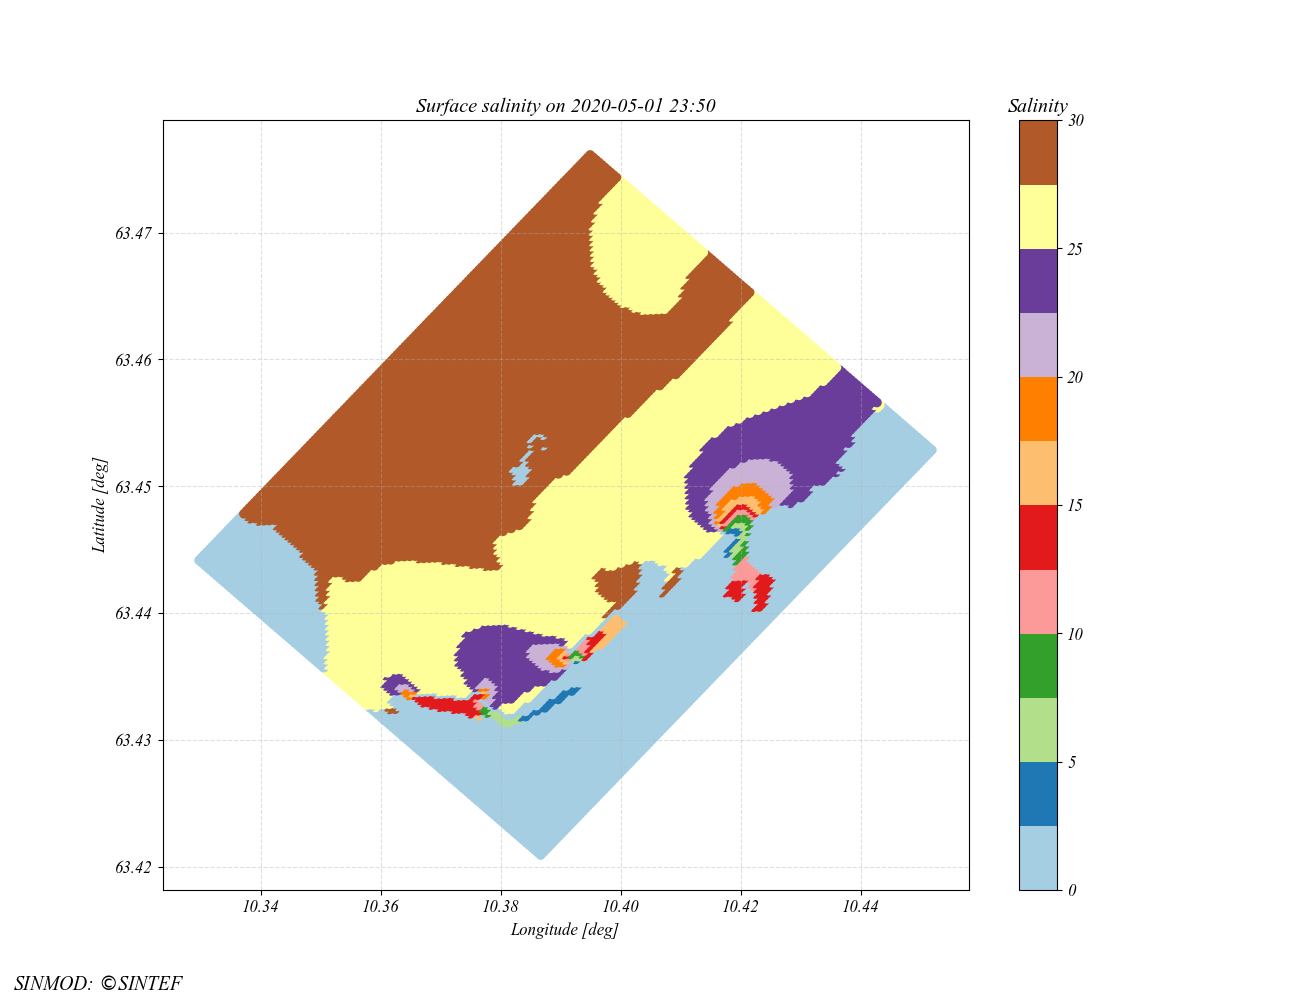 Surface salinity on 2020-05-01 23:50
Salinity
30
25
20
15
10
5
0
63.47
63.46
63.45
63.44
63.43
63.42
Latitude [deg]
10.34 10.36 10.38 10.40 10.42 10.44
Longitude [deg]
SINMOD: ©SINTEF